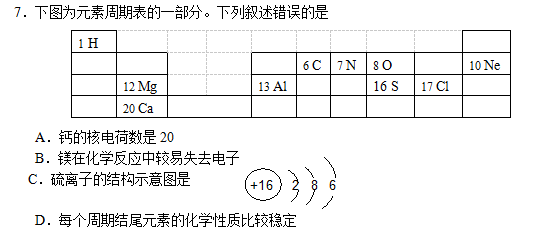 7．下图为元素周期表的一部分。下列叙述错误的是
1 H
6 C 7 N 8 O 10 Ne
12 Mg 13 Al 16 S 17 Cl
20 Ca
A．钙的核电荷数是 20
B．镁在化学反应中较易失去电子
C．硫离子的结构示意图是 +16 2 8 6
D．每个周期结尾元素的化学性质比较稳定